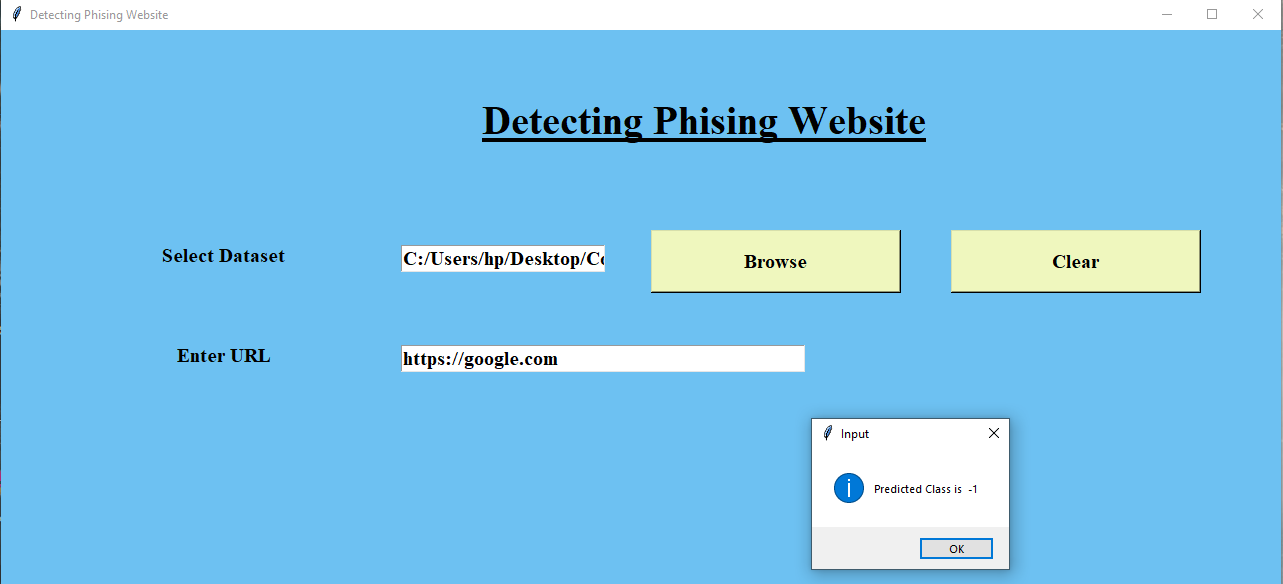 Detecting Phising Website
Detecting Phising Website
Select Dataset
C:/Users/hp/Desktop/Co
Browse
Clear
Enter URL
https://google.com
Input
Predicted Class is -1
OK